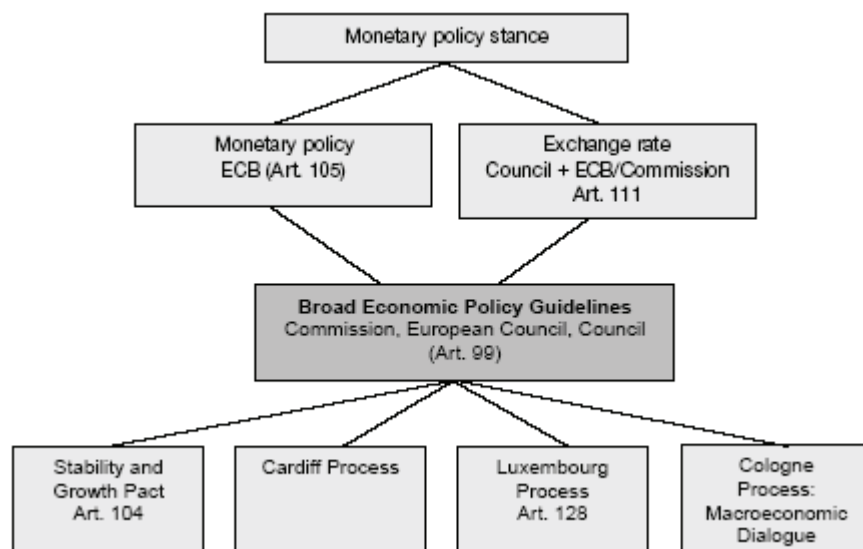 Monetary policy stance
Monetary policy
ECB (Art. 105)
Exchange rate
Council + ECB/Commission
Art. 111
Broad Economic Policy Guidelines
Commission, European Council, Council
(Art. 99)
Stability and
Growth Pact
Art. 104
Cardiff Process
Luxembourg
Process
Art. 128
Cologne
Process:
Macroeconomic
Dialogue